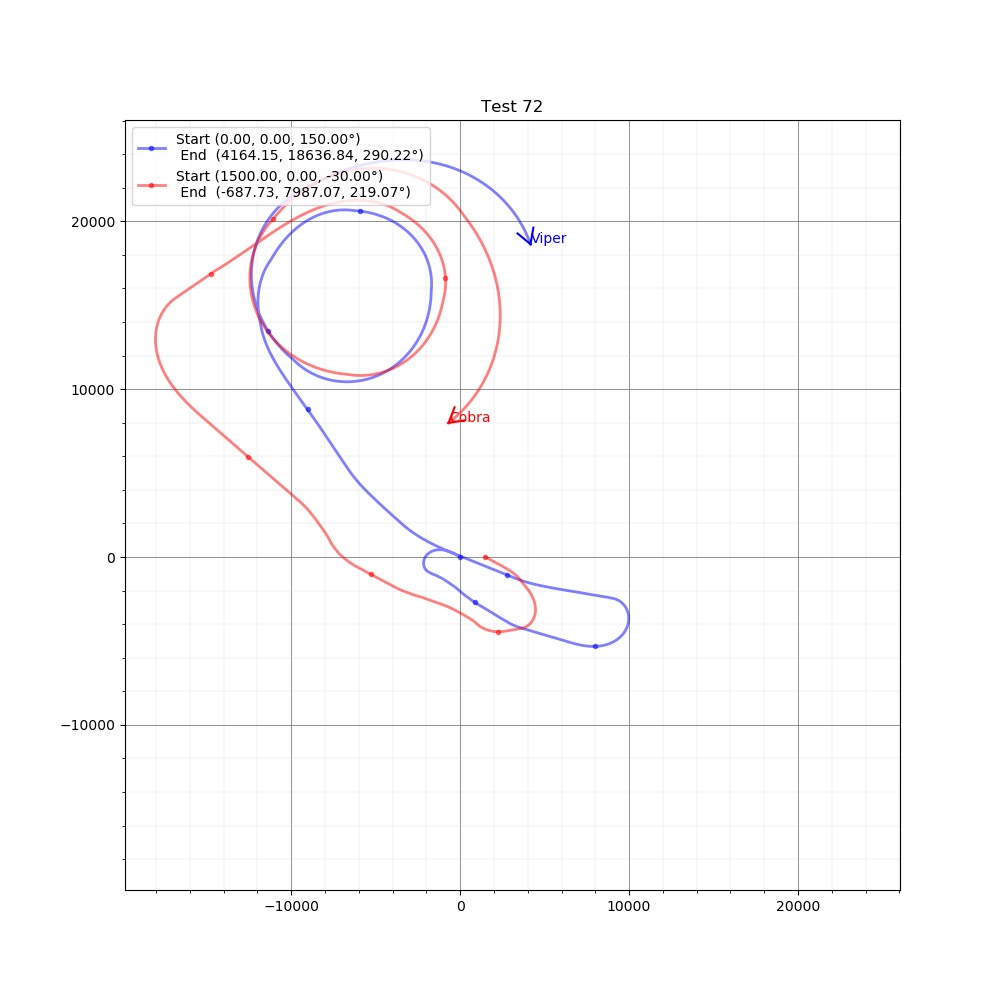 Test 72
Start (0.00, 0.00, 150.00°)
End (4164.15, 18636.84, 290.22°)
Start (1500.00, 0.00, -30.00°)
End (-687.73, 7987.07, 219.07°)
Viper
Cobra
20000
10000
0
−10000
−10000
0
10000
20000